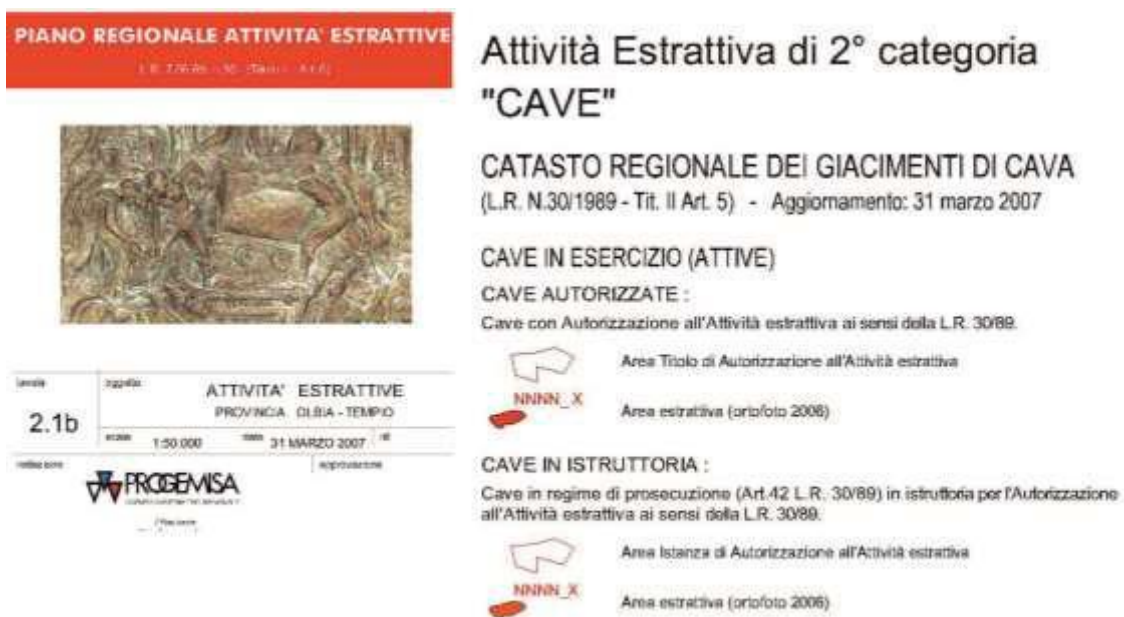 PIANO REGIONALE ATTIVITA' ESTRATTIVE
Attività Estrattiva di 2° categoria
"CAVE"
CATASTO REGIONALE DEI GIACIMENTI DI CAVA
(L.R. N.30/1989 - Tit. II Art. 5) - Aggiornamento: 31 marzo 2007
CAVE IN ESERCIZIO (ATTIVE)
CAVE AUTORIZZATE :
Cave con Autorizzazione all'Attività estrattiva ai sensi della L.R. 30/89.
Area Titolo di Autorizzazione all'Attività estrattiva
NNNN_X
Area estrattiva (ortofoto 2006)
CAVE IN ISTRUTTORIA :
Cave in regime di prosecuzione (Art.42 L.R. 30/89) in istruttoria per l'Autorizzazione
all'Attività estrattiva ai sensi della L.R. 30/89.
Area Istanza di Autorizzazione all'Attività estrattiva
NNNN_X
Area estrattiva (ortofoto 2006)
tavola
oggetto
ATTIVITA' ESTRATTIVE
PROVINCIA OLBIA - TEMPIO
2.1b
scala 1:50.000 data 31 MARZO 2007
approvazione
PROGEMISA